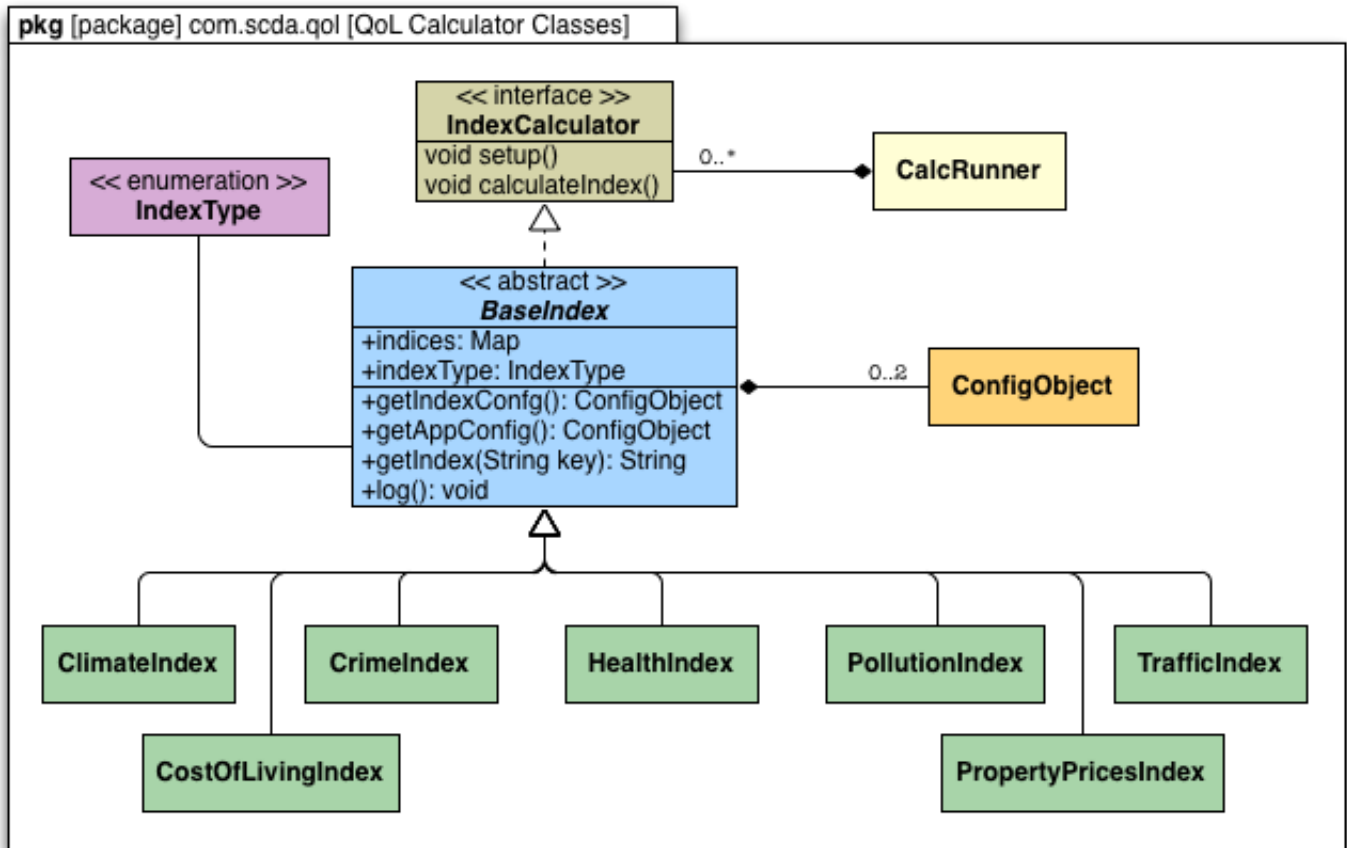 pkg [package] com.scda.qol [QoL Calculator Classes]
<< interface >>
IndexCalculator
void setup()
void calculateIndex()
0..*
CalcRunner
<< enumeration >>
IndexType
<< abstract >>
BaseIndex
+indices: Map
+indexType: IndexType
+getIndexConfg(): ConfigObject
+getAppConfig(): ConfigObject
+getIndex(String key): String
+log(): void
0..2
ConfigObject
ClimateIndex
CrimeIndex
HealthIndex
PollutionIndex
TrafficIndex
CostOfLivingIndex
PropertyPricesIndex